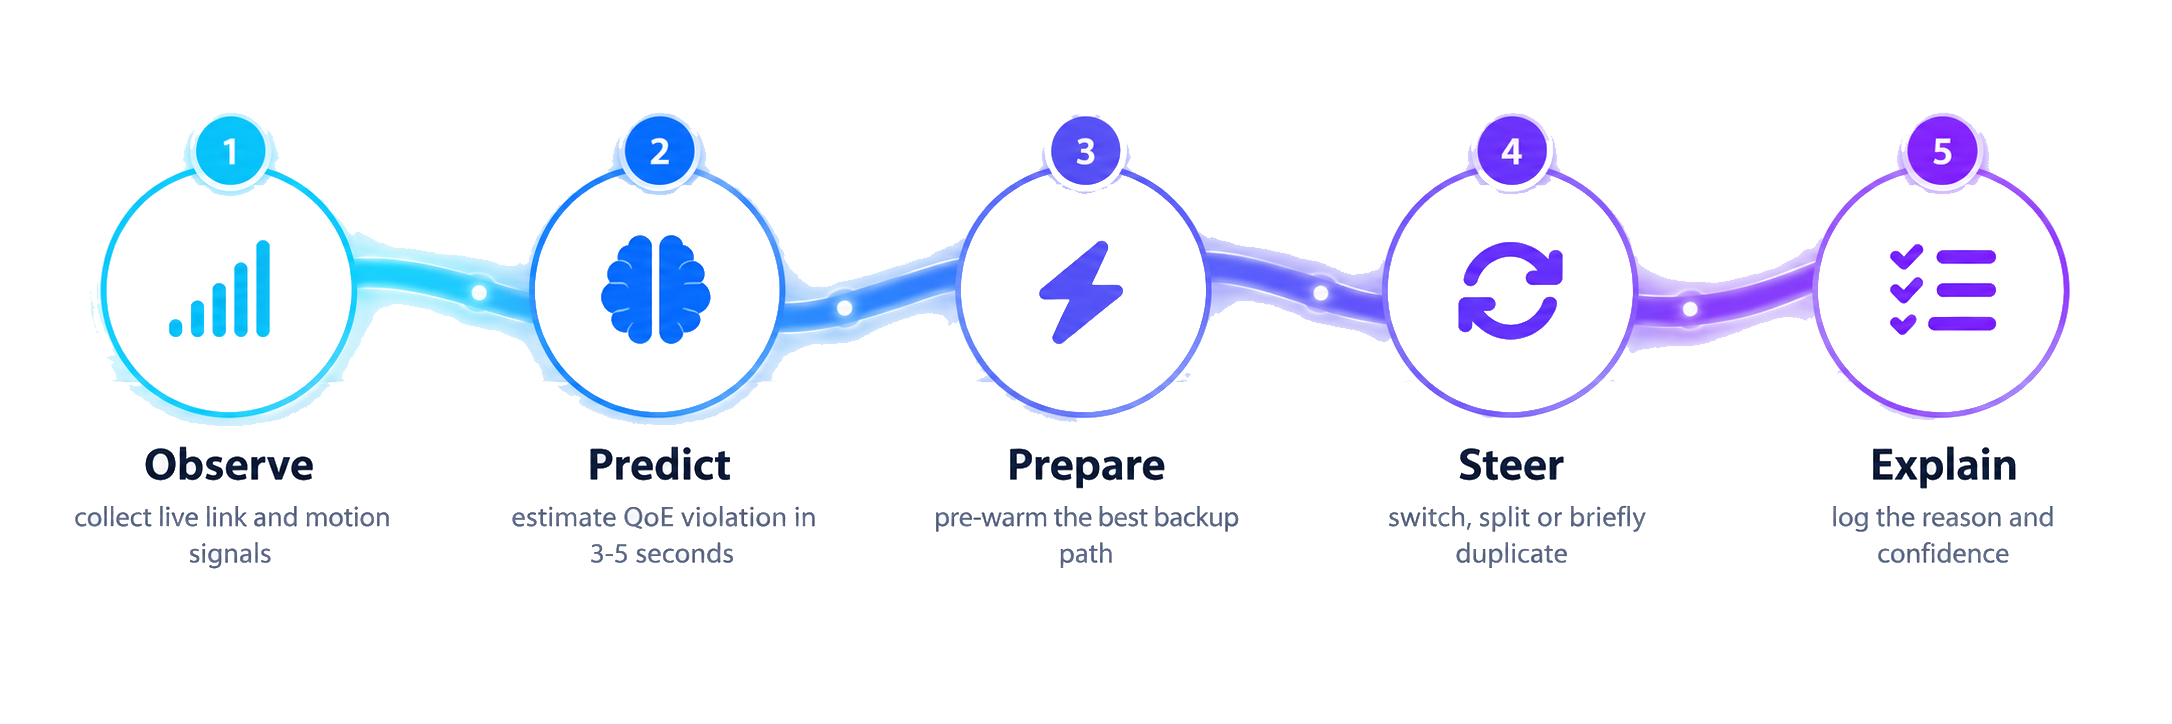 1
2
3
4
5
Observe
collect live link and motion
signals
Predict
estimate QoE violation in
3-5 seconds
Prepare
pre-warm the best backup
path
Steer
switch, split or briefly
duplicate
Explain
log the reason and
confidence